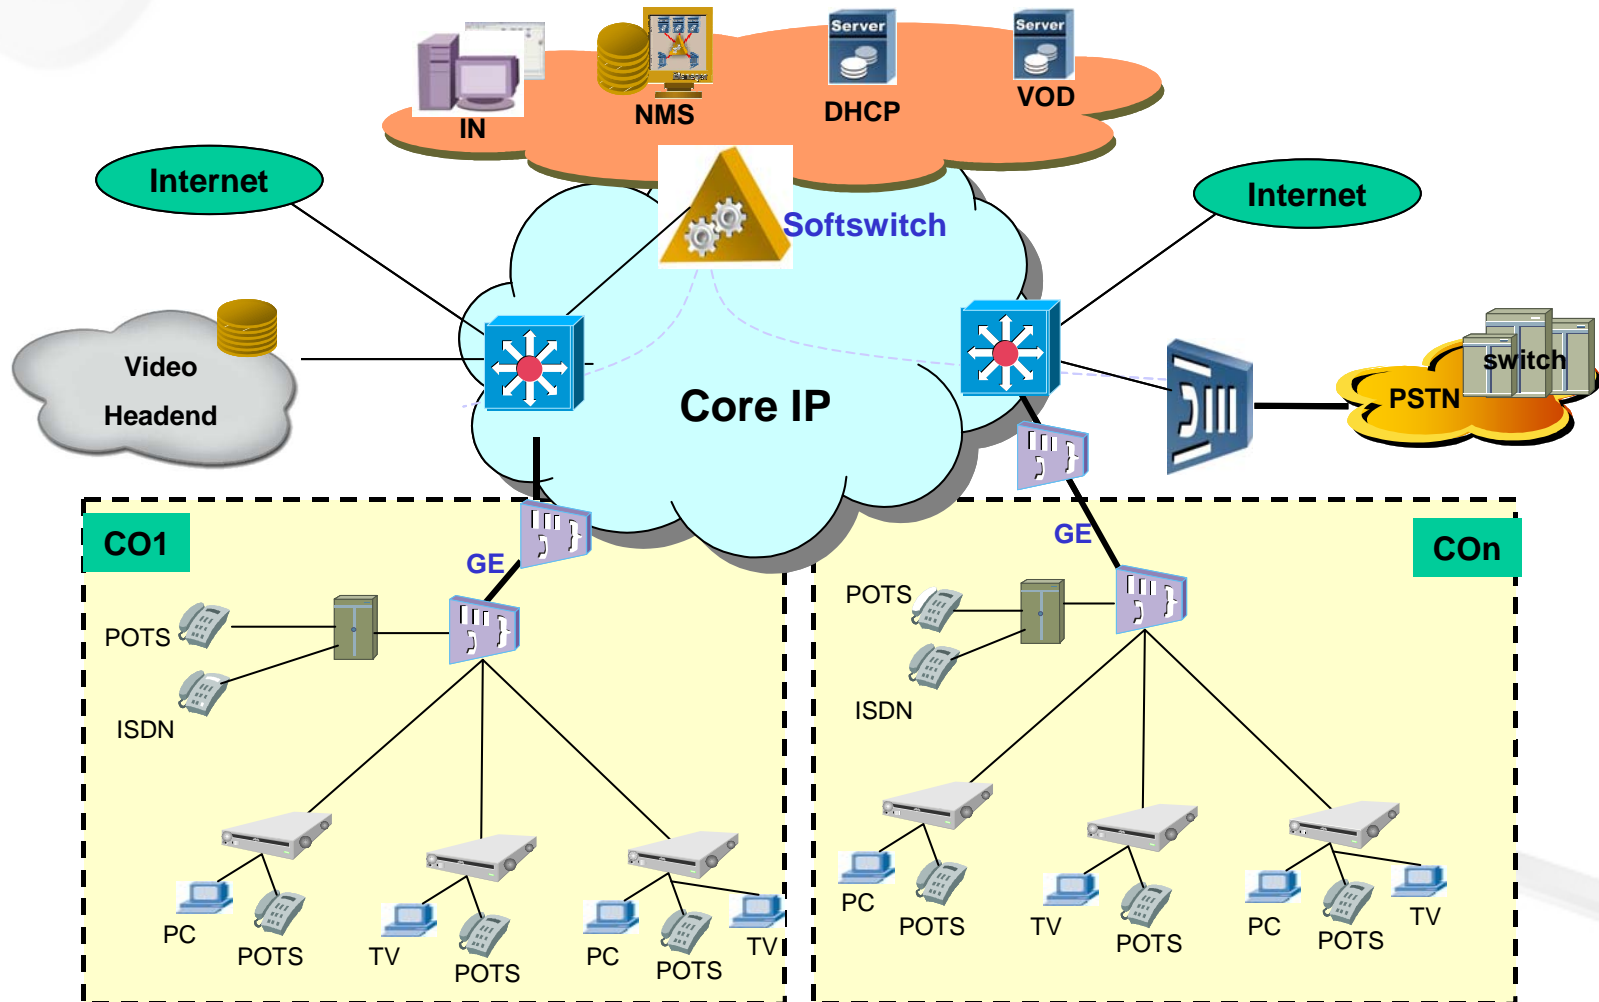 Server
Server
IN
NMS
Manager
DHCP
VOD
Internet
Softswitch
Internet
Video
Headend
Core IP
PSTN
switch
CO1
GE
GE
COn
POTS
ISDN
POTS
ISDN
PC
POTS
TV
POTS
PC
POTS
TV
PC
POTS
TV
POTS
PC
POTS
TV